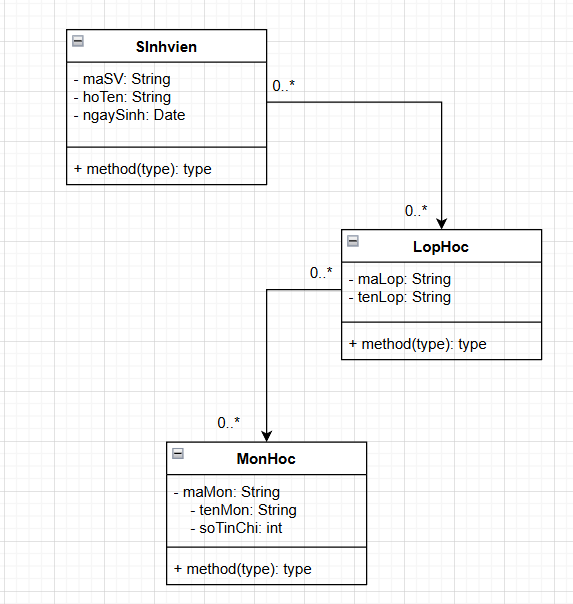 SInhvien
- maSV: String
- hoTen: String
- ngaySinh: Date
+ method(type): type
0..*
0..*
LopHoc
- maLop: String
- tenLop: String
+ method(type): type
0..*
0..*
MonHoc
- maMon: String
- tenMon: String
- soTinChi: int
+ method(type): type